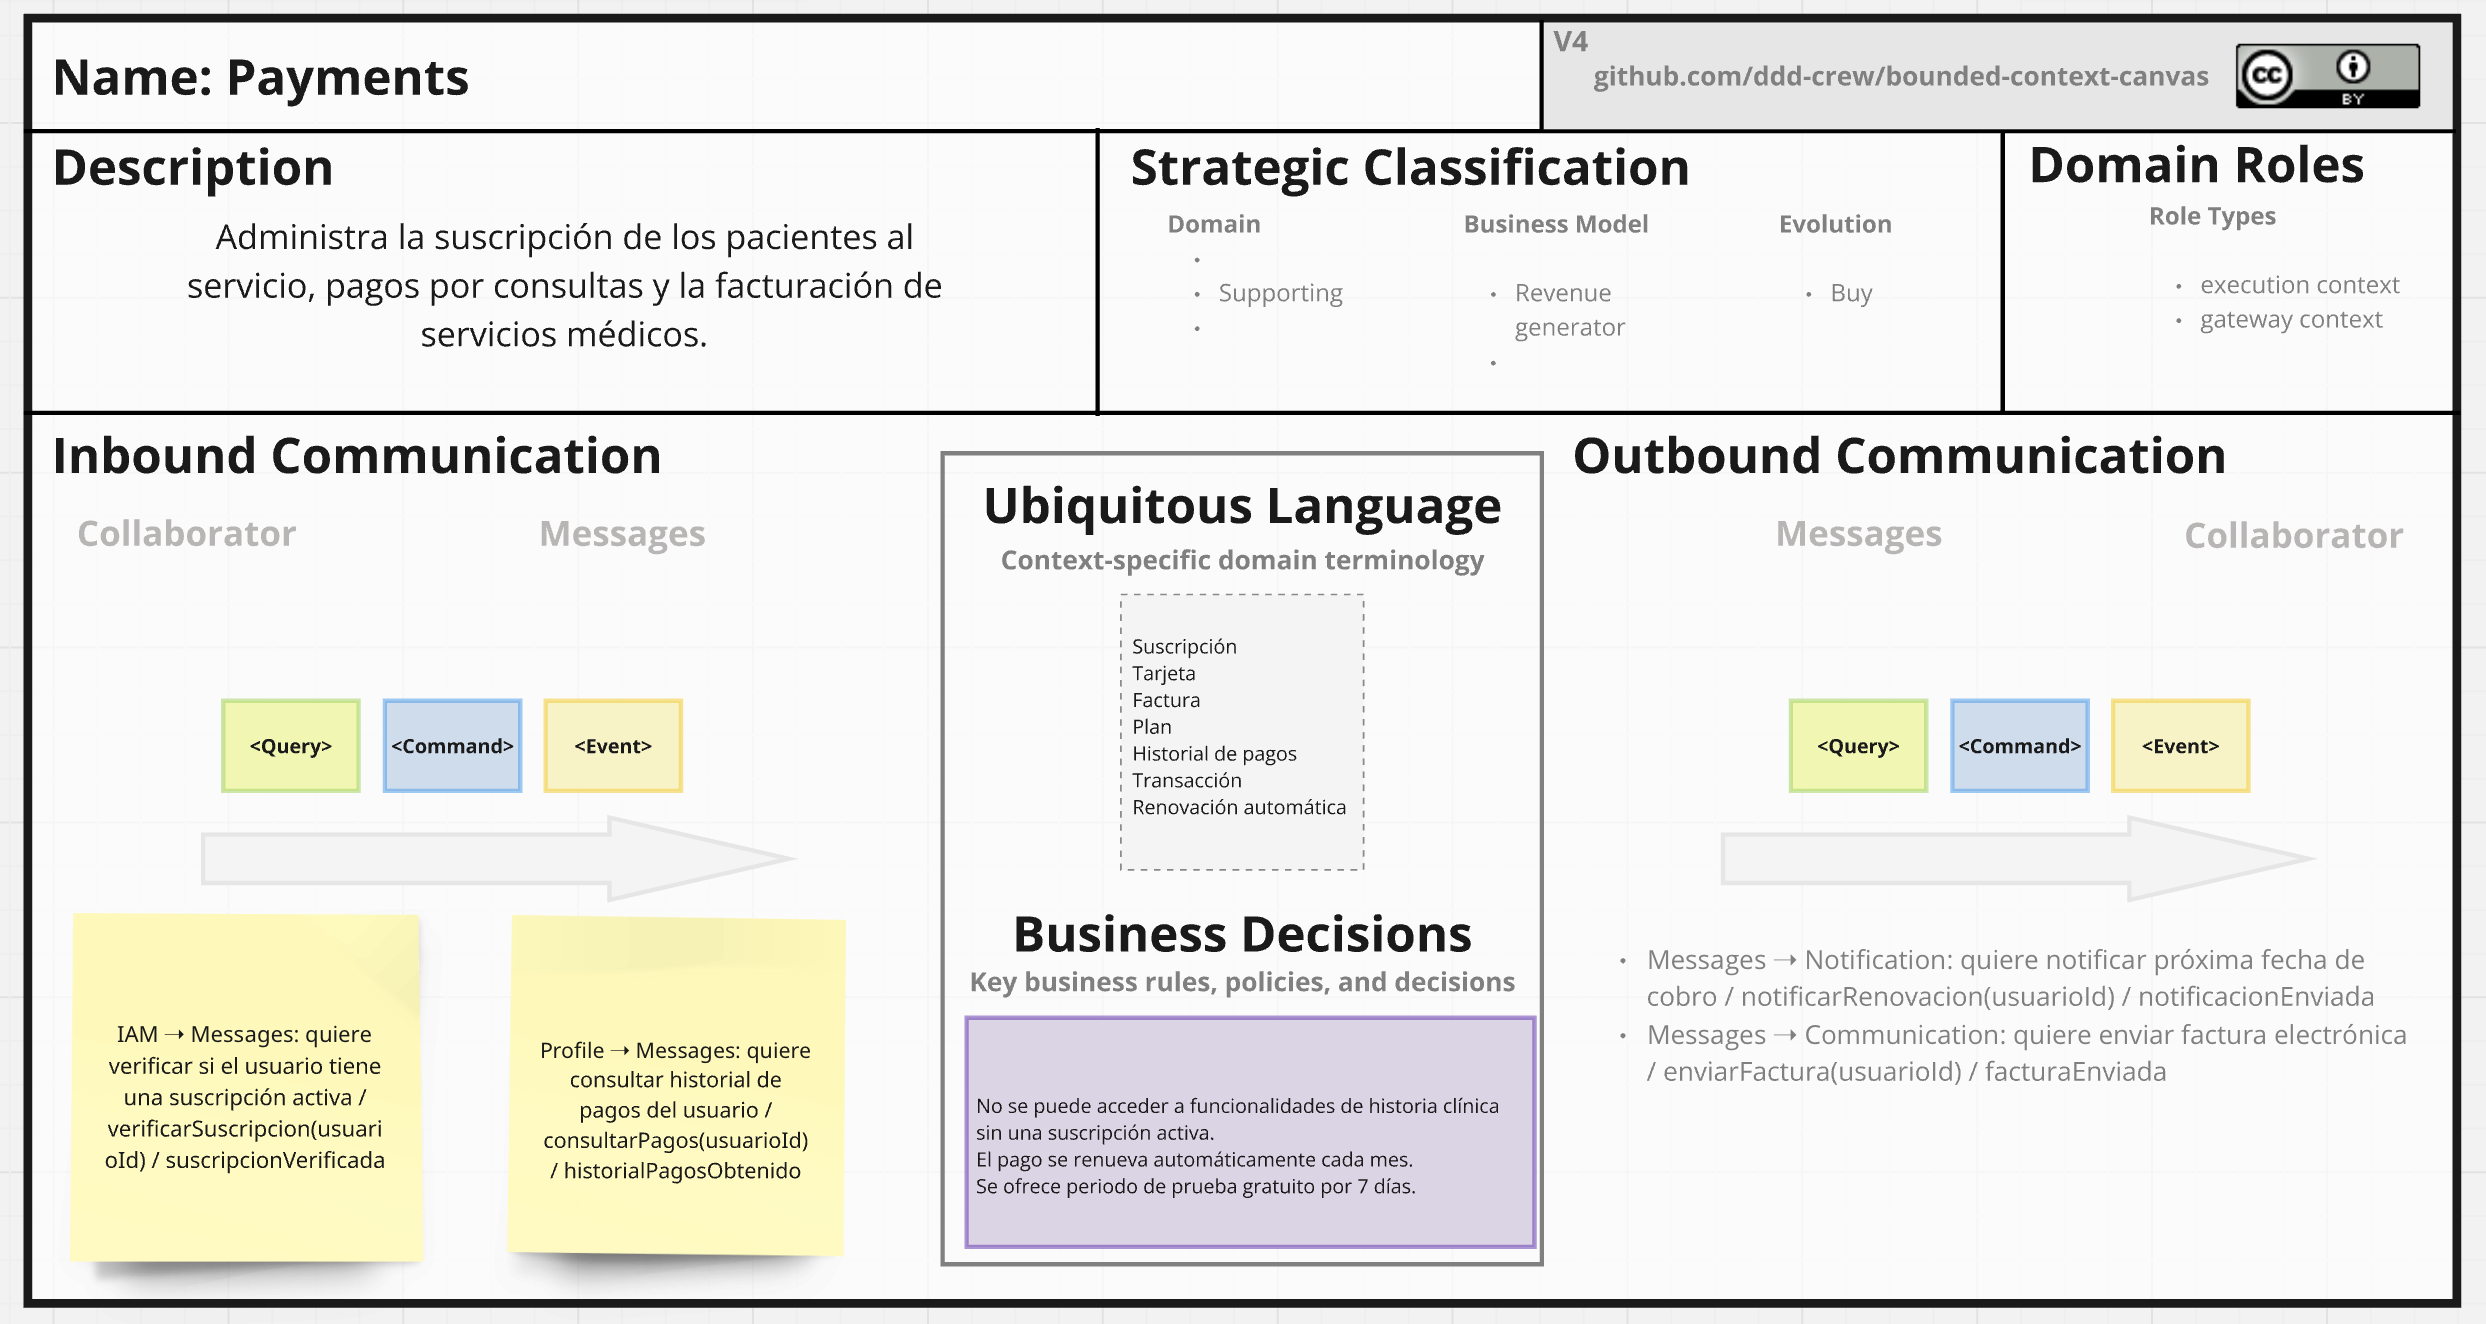 Name: Payments
V4
github.com/ddd-crew/bounded-context-canvas
cc
BY
Description
Administra la suscripción de los pacientes al
servicio, pagos por consultas y la facturación de
servicios médicos.
Strategic Classification
Domain
Supporting
Business Model
Revenue
generator
Evolution
Buy
Domain Roles
Role Types
execution context
gateway context
Inbound Communication
Collaborator
Messages
<Query>
<Command>
<Event>
IAM ➝ Messages: quiere
verificar si el usuario tiene
una suscripción activa /
verificarSuscripcion(usuari
oId) / suscripcionVerificada
Profile ➝ Messages: quiere
consultar historial de
pagos del usuario /
consultarPagos(usuarioId)
/ historialPagosObtenido
Ubiquitous Language
Context-specific domain terminology
Suscripción
Tarjeta
Factura
Plan
Historial de pagos
Transacción
Renovación automática
Business Decisions
Key business rules, policies, and decisions
No se puede acceder a funcionalidades de historia clínica
sin una suscripción activa.
El pago se renueva automáticamente cada mes.
Se ofrece periodo de prueba gratuito por 7 días.
Outbound Communication
Messages
Collaborator
<Query>
<Command>
<Event>
Messages ➝ Notification: quiere notificar próxima fecha de
cobro / notificarRenovacion(usuarioId) / notificacionEnviada
Messages ➝ Communication: quiere enviar factura electrónica
/ enviarFactura(usuarioId) / facturaEnviada